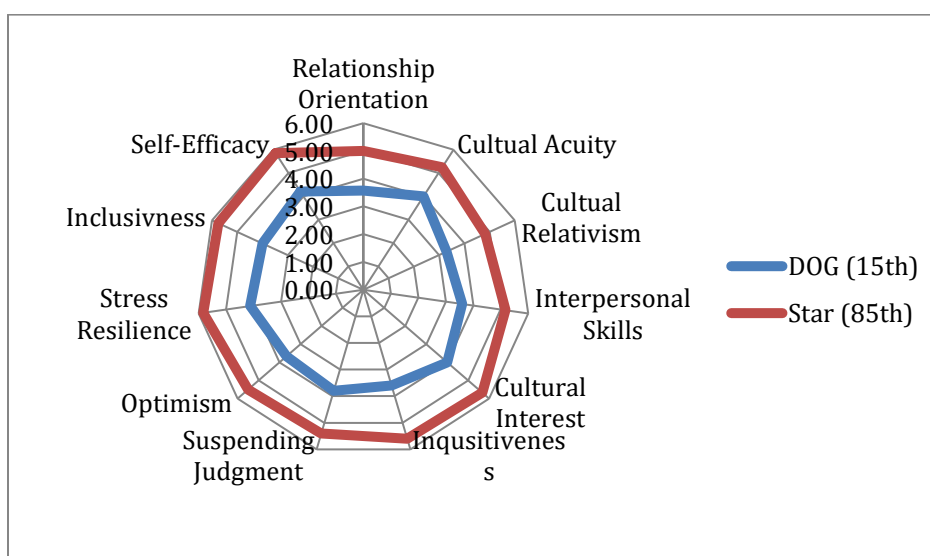 Relationship
Orientation
6.00
5.00
4.00
3.00
2.00
1.00
0.00
Cultual Acuity
Cultual
Relativism
Interpersonal
Skills
Cultural
Interest
Inqusitivenes
s
Suspending
Judgment
Optimism
Stress
Resilience
Inclusivness
Self-Efficacy
DOG (15th)
Star (85th)